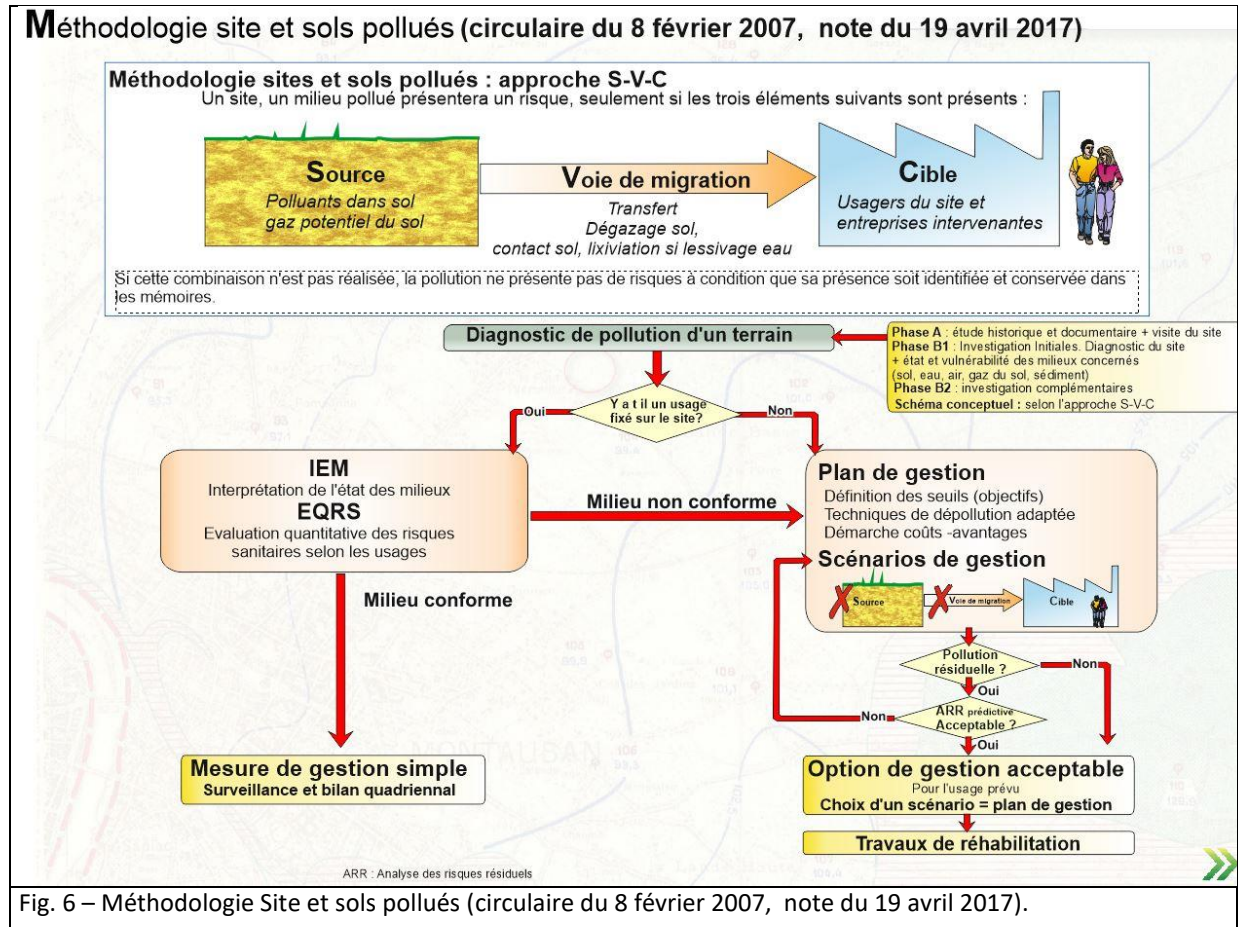 Méthodologie site et sols pollués (circulaire du 8 février 2007, note du 19 avril 2017)
Méthodologie sites et sols pollués : approche S-V-C
Un site, un milieu pollué présentera un risque, seulement si les trois éléments suivants sont présents :
Source
Polluants dans sol
gaz potentiel du sol
Voie de migration
Transfert
Dégazage sol,
contact sol, lixiviation si lessivage eau
Cible
Usagers du site et
entreprises intervenantes
Si cette combinaison n'est pas réalisée, la pollution ne présente pas de risques à condition que sa présence soit identifiée et conservée dans
les mémoires.
Diagnostic de pollution d'un terrain
Phase A : étude historique et documentaire + visite du site
Phase B1 : Investigation Initiales. Diagnostic du site
+ état et vulnérabilité des milieux concernés
(sol, eau, air, gaz du sol, sédiment)
Phase B2 : investigation complémentaires
Schéma conceptuel : selon l'approche S-V-C
Y a t il un usage
fixé sur le site?
Oui
Non
IEM
Interprétation de l'état des milieux
EQRS
Evaluation quantitative des risques
sanitaires selon les usages
Milieu non conforme
Plan de gestion
Définition des seuils (objectifs)
Techniques de dépollution adaptée
Démarche coûts -avantages
Scénarios de gestion
Source
Voie de migration
Cible
Milieu conforme
Pollution
résiduelle ?
Non
Oui
ARR prédictive
Acceptable ?
Non
Oui
Mesure de gestion simple
Surveillance et bilan quadriennal
Option de gestion acceptable
Pour l'usage prévu
Choix d'un scénario = plan de gestion
Travaux de réhabilitation
MONTAUBAN
ARR : Analyse des risques résiduels
Fig. 6 – Méthodologie Site et sols pollués (circulaire du 8 février 2007, note du 19 avril 2017).